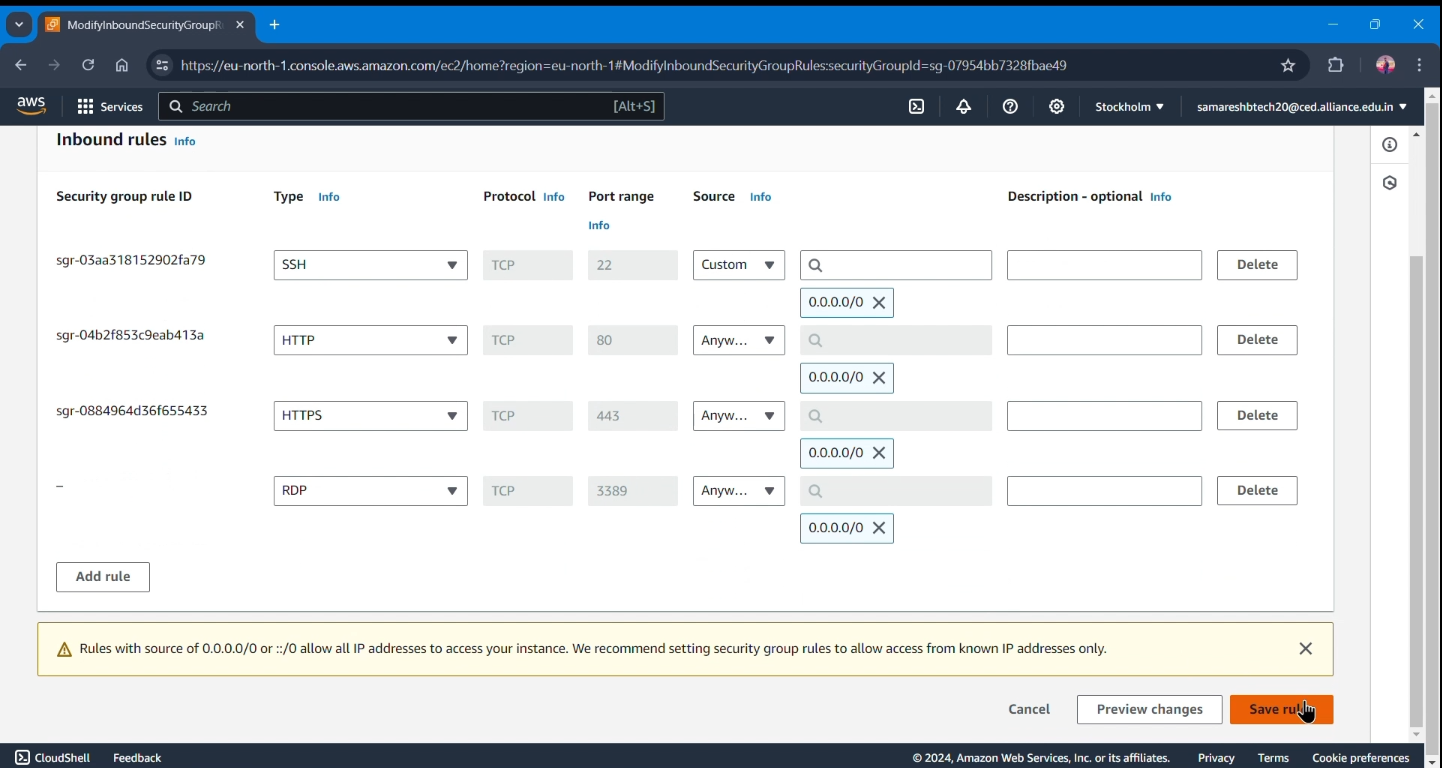 ModifyInboundSecurityGroupR
https://eu-north-1.console.aws.amazon.com/ec2/home?region=eu-north-1#ModifyInboundSecurityGroupRules:securityGroupId=sg-07954bb7328fbae49
aws Services Search [Alt+S] Stockholm samareshbtech20@ced.alliance.edu.in
Inbound rules Info
Security group rule ID Type Info Protocol Info Port range Source Info Description - optional Info
Info
sgr-03aa318152902fa79 SSH TCP 22 Custom Delete
0.0.0.0/0
sgr-04b2f853c9eab413a HTTP TCP 80 Anyw... Delete
0.0.0.0/0
sgr-0884964d36f655433 HTTPS TCP 443 Anyw... Delete
0.0.0.0/0
– RDP TCP 3389 Anyw... Delete
0.0.0.0/0
Add rule
Rules with source of 0.0.0.0/0 or ::/0 allow all IP addresses to access your instance. We recommend setting security group rules to allow access from known IP addresses only.
Cancel Preview changes Save rul
CloudShell Feedback © 2024, Amazon Web Services, Inc. or its affiliates. Privacy Terms Cookie preferences